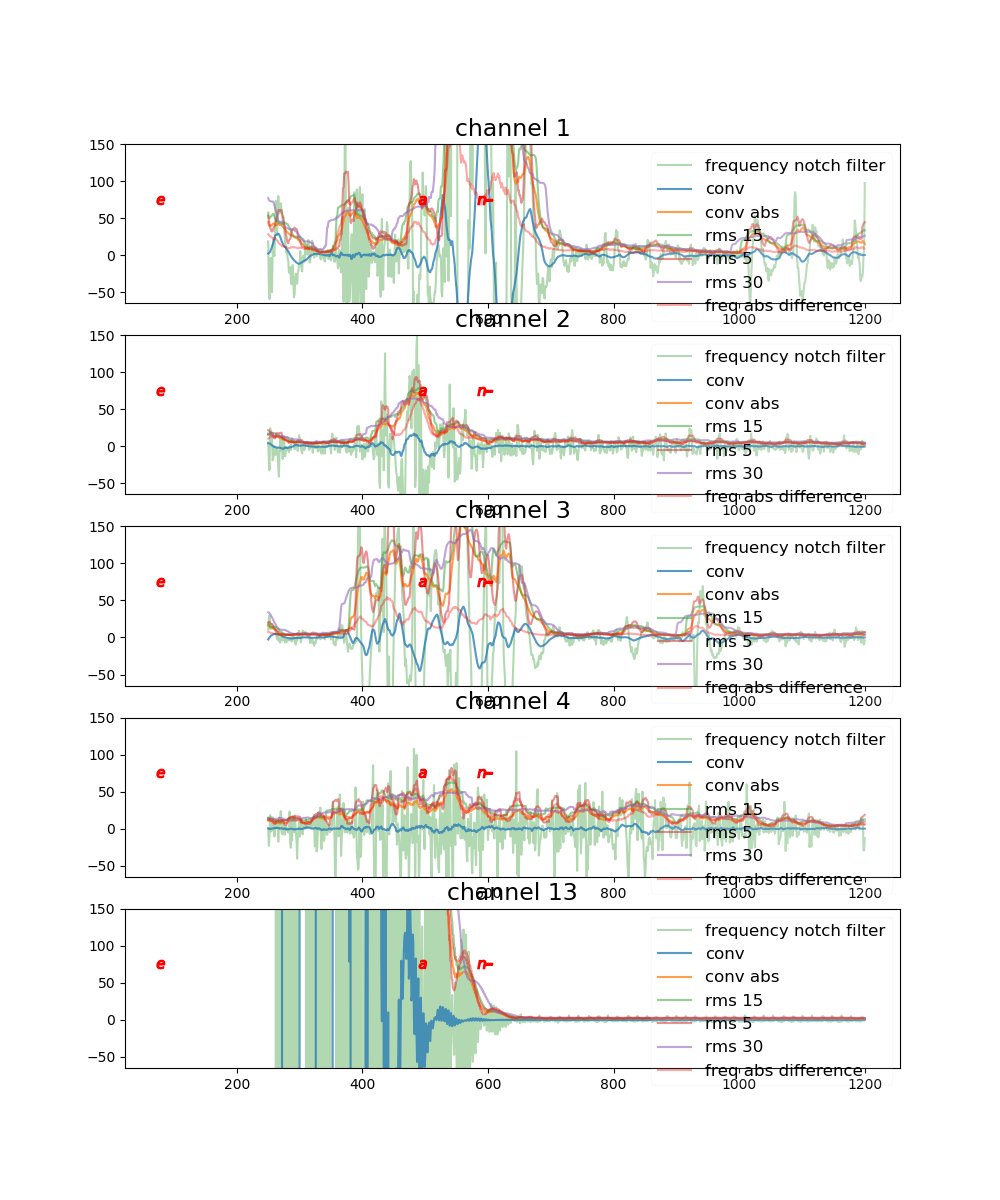 channel 1
150
100
50
0
−50
e
a
n-
frequency notch filter
conv
conv abs
rms 15
rms 5
rms 30
freq abs difference
200
400
600
800
1000
1200
channel 2
150
100
50
0
−50
e
a
n-
frequency notch filter
conv
conv abs
rms 15
rms 5
rms 30
freq abs difference
200
400
600
800
1000
1200
channel 3
150
100
50
0
−50
e
a
n-
frequency notch filter
conv
conv abs
rms 15
rms 5
rms 30
freq abs difference
200
400
600
800
1000
1200
channel 4
150
100
50
0
−50
e
a
n-
frequency notch filter
conv
conv abs
rms 15
rms 5
rms 30
freq abs difference
200
400
600
800
1000
1200
channel 13
150
100
50
0
−50
e
a
n-
frequency notch filter
conv
conv abs
rms 15
rms 5
rms 30
freq abs difference
200
400
600
800
1000
1200